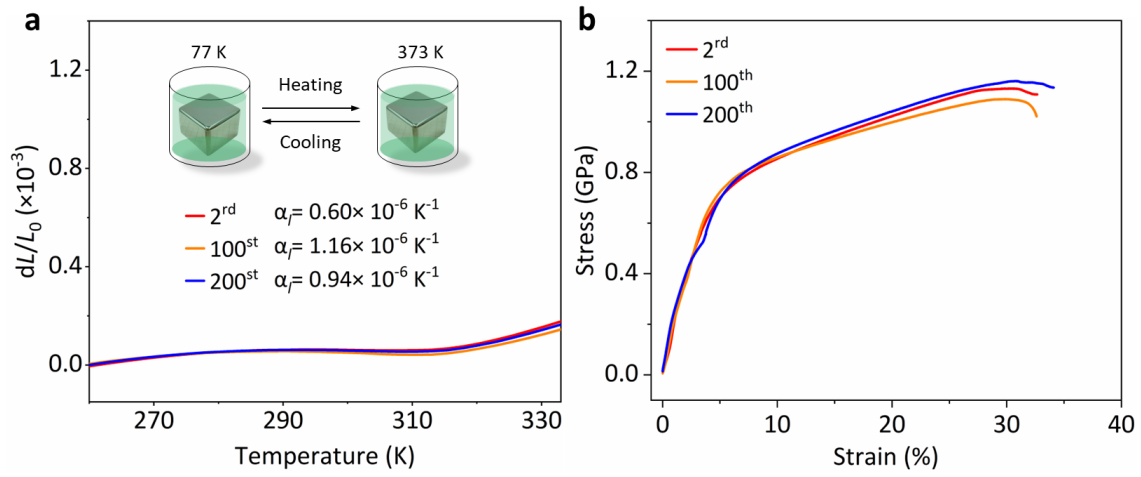 a
77 K
373 K
Heating
Cooling
2rd αl= 0.60× 10-6 K-1
100st αl= 1.16× 10-6 K-1
200st αl= 0.94× 10-6 K-1
dL/L0 (×10-3)
1.2
0.8
0.4
0.0
270
290
310
330
Temperature (K)
b
2rd
100th
200th
Stress (GPa)
1.2
0.8
0.4
0.0
0
10
20
30
40
Strain (%)